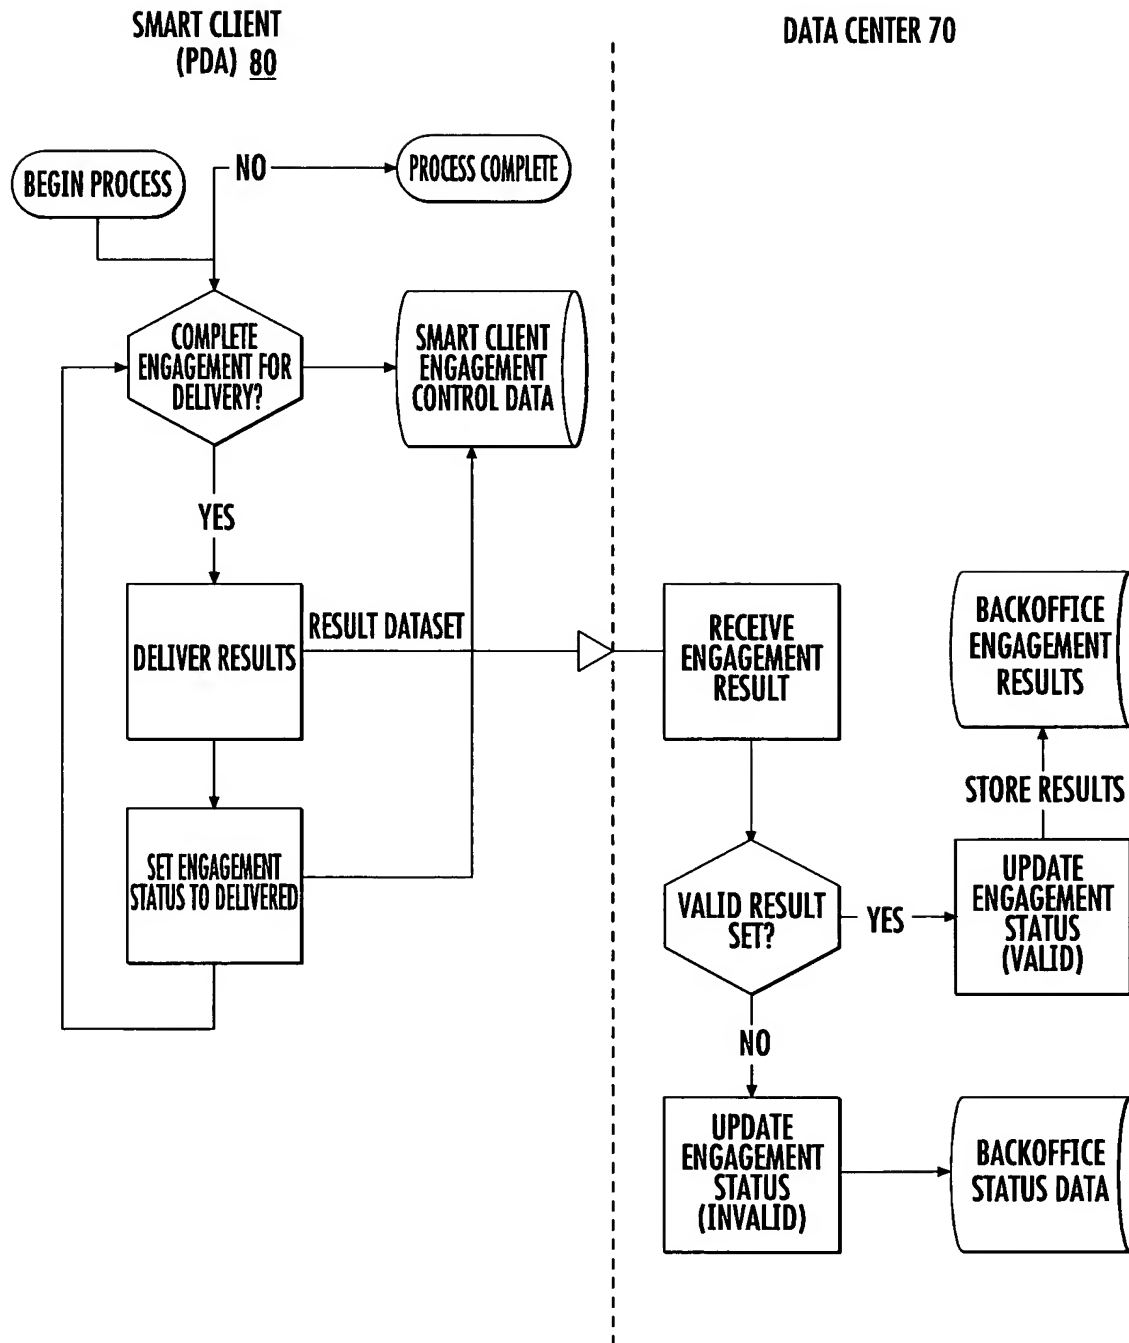 SMART CLIENT
(PDA) 80
DATA CENTER 70
BEGIN PROCESS
NO
PROCESS COMPLETE
COMPLETE
ENGAGEMENT FOR
DELIVERY?
SMART CLIENT
ENGAGEMENT
CONTROL DATA
YES
DELIVER RESULTS
RESULT DATASET
RECEIVE
ENGAGEMENT
RESULT
BACKOFFICE
ENGAGEMENT
RESULTS
STORE RESULTS
SET ENGAGEMENT
STATUS TO DELIVERED
VALID RESULT
SET?
YES
UPDATE
ENGAGEMENT
STATUS
(VALID)
NO
UPDATE
ENGAGEMENT
STATUS
(INVALID)
BACKOFFICE
STATUS DATA